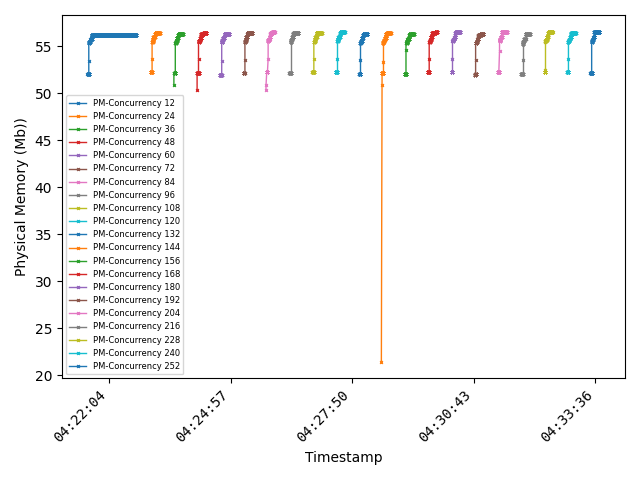 55
50
45
40
35
30
25
20
Physical Memory (Mb))
PM-Concurrency 12
PM-Concurrency 24
PM-Concurrency 36
PM-Concurrency 48
PM-Concurrency 60
PM-Concurrency 72
PM-Concurrency 84
PM-Concurrency 96
PM-Concurrency 108
PM-Concurrency 120
PM-Concurrency 132
PM-Concurrency 144
PM-Concurrency 156
PM-Concurrency 168
PM-Concurrency 180
PM-Concurrency 192
PM-Concurrency 204
PM-Concurrency 216
PM-Concurrency 228
PM-Concurrency 240
PM-Concurrency 252
04:22:04
04:24:57
04:27:50
04:30:43
04:33:36
Timestamp